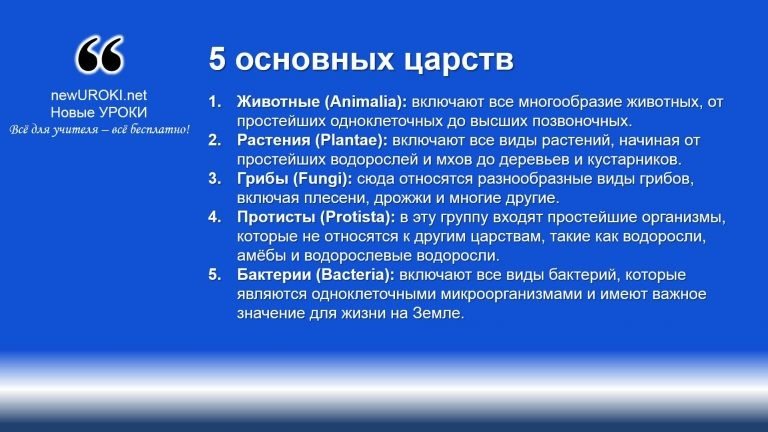 newUROKI.net
Новые УРОКИ
Всё для учителя – всё бесплатно!
5 основных царств
1. Животные (Animalia): включают все многообразие животных, от
простейших одноклеточных до высших позвоночных.
2. Растения (Plantae): включают все виды растений, начиная от
простейших водорослей и мхов до деревьев и кустарников.
3. Грибы (Fungi): сюда относятся разнообразные виды грибов,
включая плесени, дрожжи и многие другие.
4. Протисты (Protista): в эту группу входят простейшие организмы,
которые не относятся к другим царствам, такие как водоросли,
амёбы и водорослевые водоросли.
5. Бактерии (Bacteria): включают все виды бактерий, которые
являются одноклеточными микроорганизмами и имеют важное
значение для жизни на Земле.